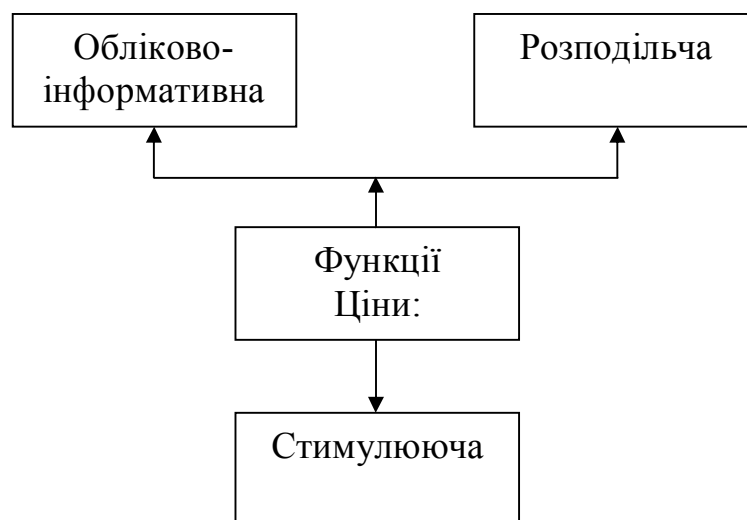 Обліково-
інформативна
Розподільча
Функції
Ціни:
Стимулююча